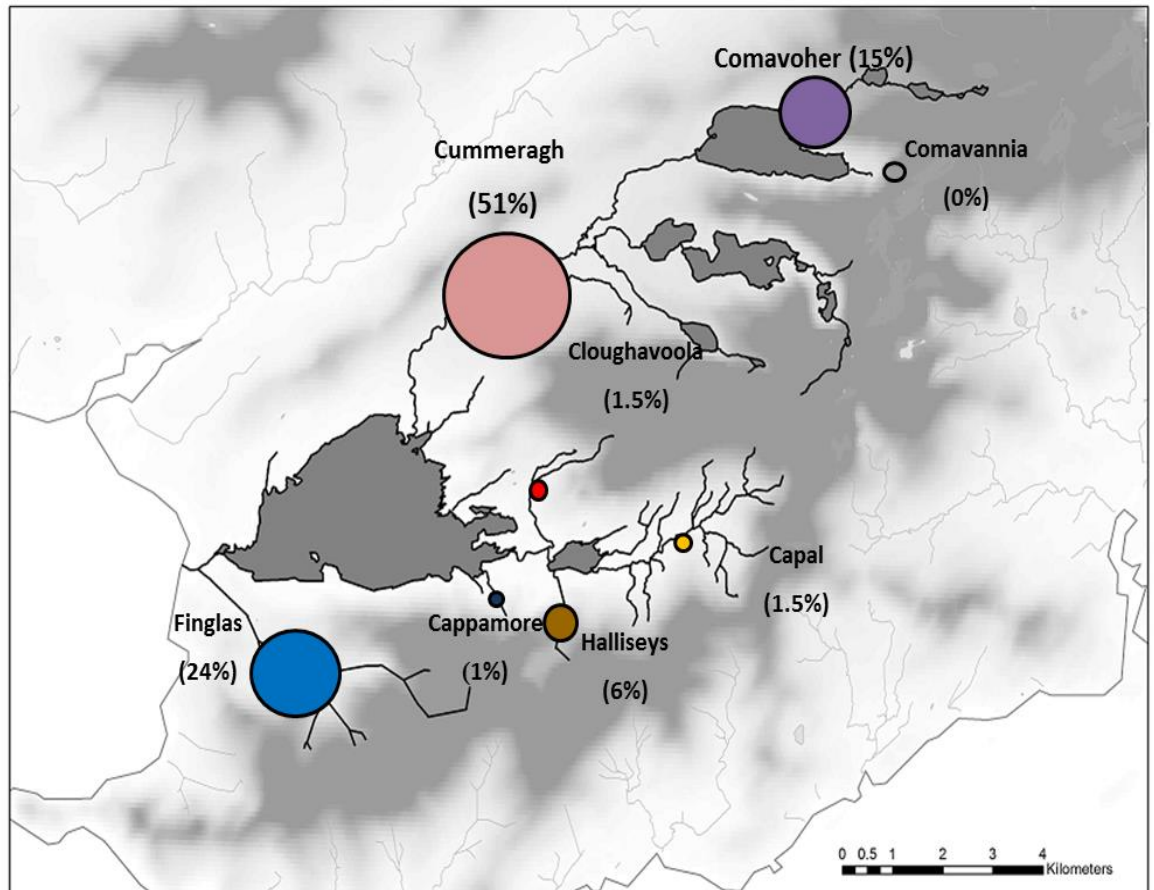 Comavoher (15%)
Cummeragh
(51%)
Comavannia
(0%)
Cloughavoola
(1.5%)
Capal
(1.5%)
Finglas
(24%)
Cappamore
(1%)
Halliseys
(6%)
0 0.5 1 2 3 4
Kilometers